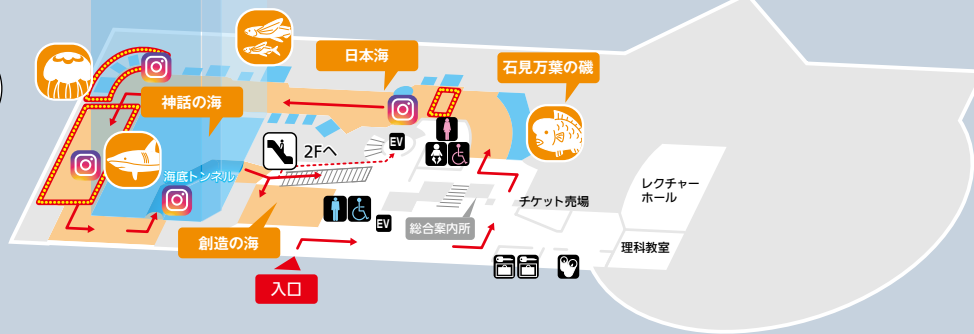 日本海
石見万葉の磯
神話の海
EV
2Fへ
海底トンネル
チケット売場
レクチャー
ホール
EV
総合案内所
創造の海
理科教室
入口